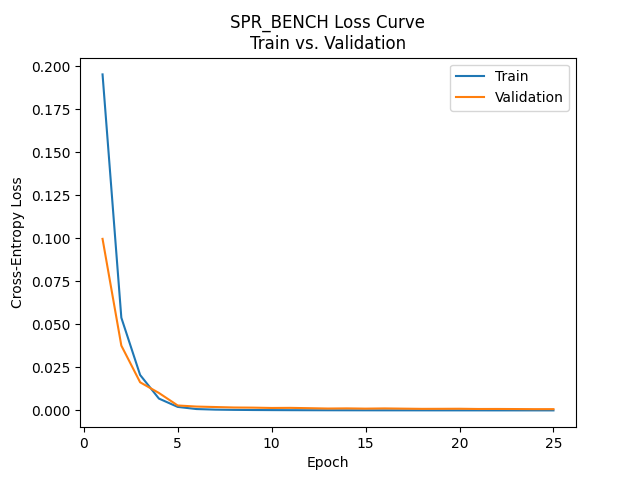 SPR_BENCH Loss Curve
Train vs. Validation
Train
Validation
0.200
0.175
0.150
0.125
0.100
0.075
0.050
0.025
0.000
Cross-Entropy Loss
0 5 10 15 20 25
Epoch